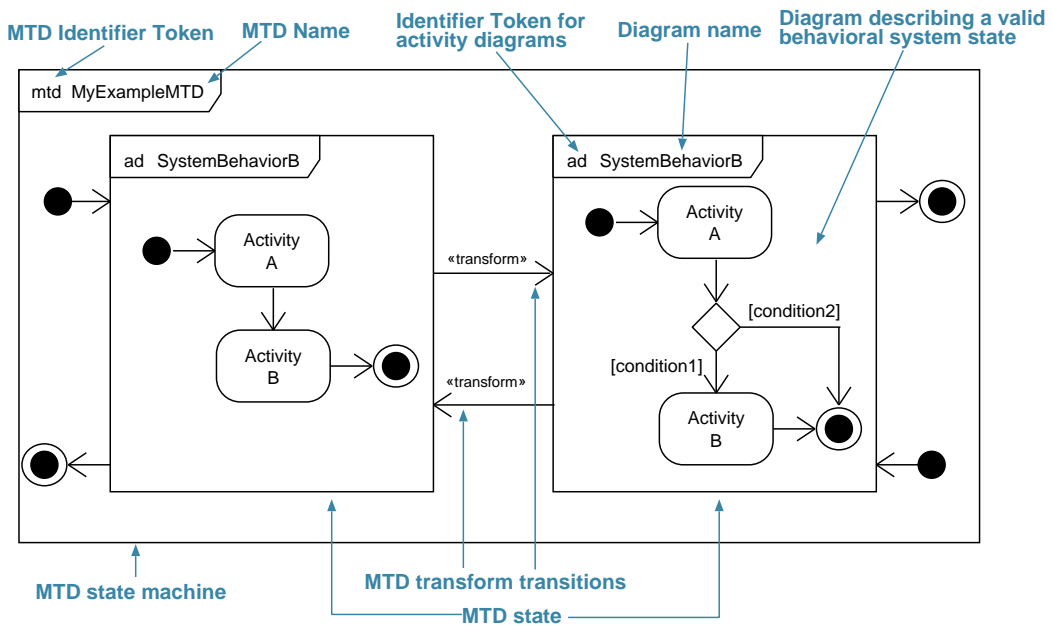 MTD Identifier Token
MTD Name
Identifier Token for
activity diagrams
Diagram name
Diagram describing a valid
behavioral system state
mtd MyExampleMTD
ad SystemBehaviorB
Activity
A
Activity
B
«transform»
«transform»
ad SystemBehaviorB
Activity
A
[condition2]
[condition1]
Activity
B
MTD state machine
MTD transform transitions
MTD state